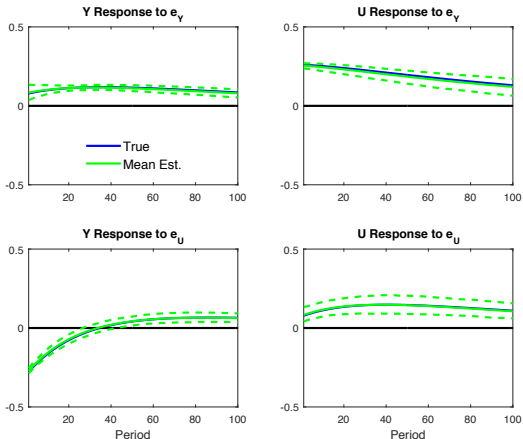 Y Response to e_Y
U Response to e_Y
0.5
0
-0.5
20 40 60 80 100
True
Mean Est.
0.5
0
-0.5
20 40 60 80 100
Y Response to e_U
U Response to e_U
0.5
0
-0.5
0 20 40 60 80 100
Period
0.5
0
-0.5
20 40 60 80 100
Period